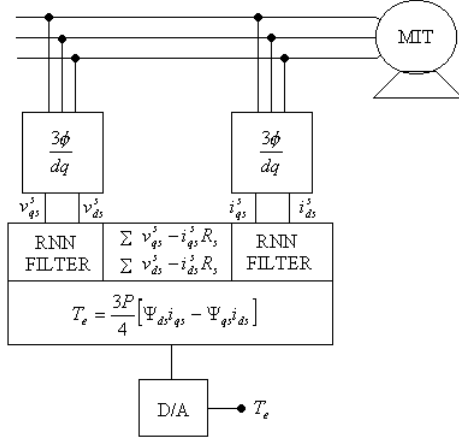 MIT
3ϕ/dq
3ϕ/dq
v^s_qs v^s_ds i^s_qs i^s_ds
RNN FILTER
∑ v^s_qs − i^s_qs R_s
∑ v^s_ds − i^s_ds R_s
RNN FILTER
T_e = 3P/4 [Ψ_ds i_qs − Ψ_qs i_ds]
D/A
T_e